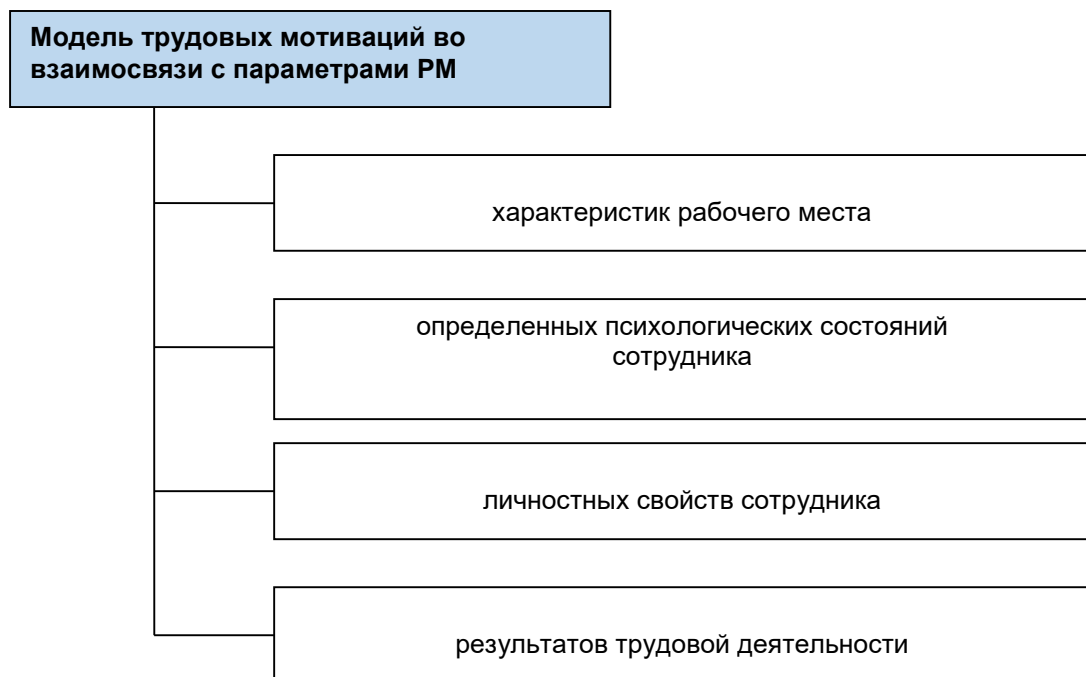 Модель трудовых мотиваций во
взаимосвязи с параметрами РМ
характеристик рабочего места
определенных психологических состояний
сотрудника
личностных свойств сотрудника
результатов трудовой деятельности